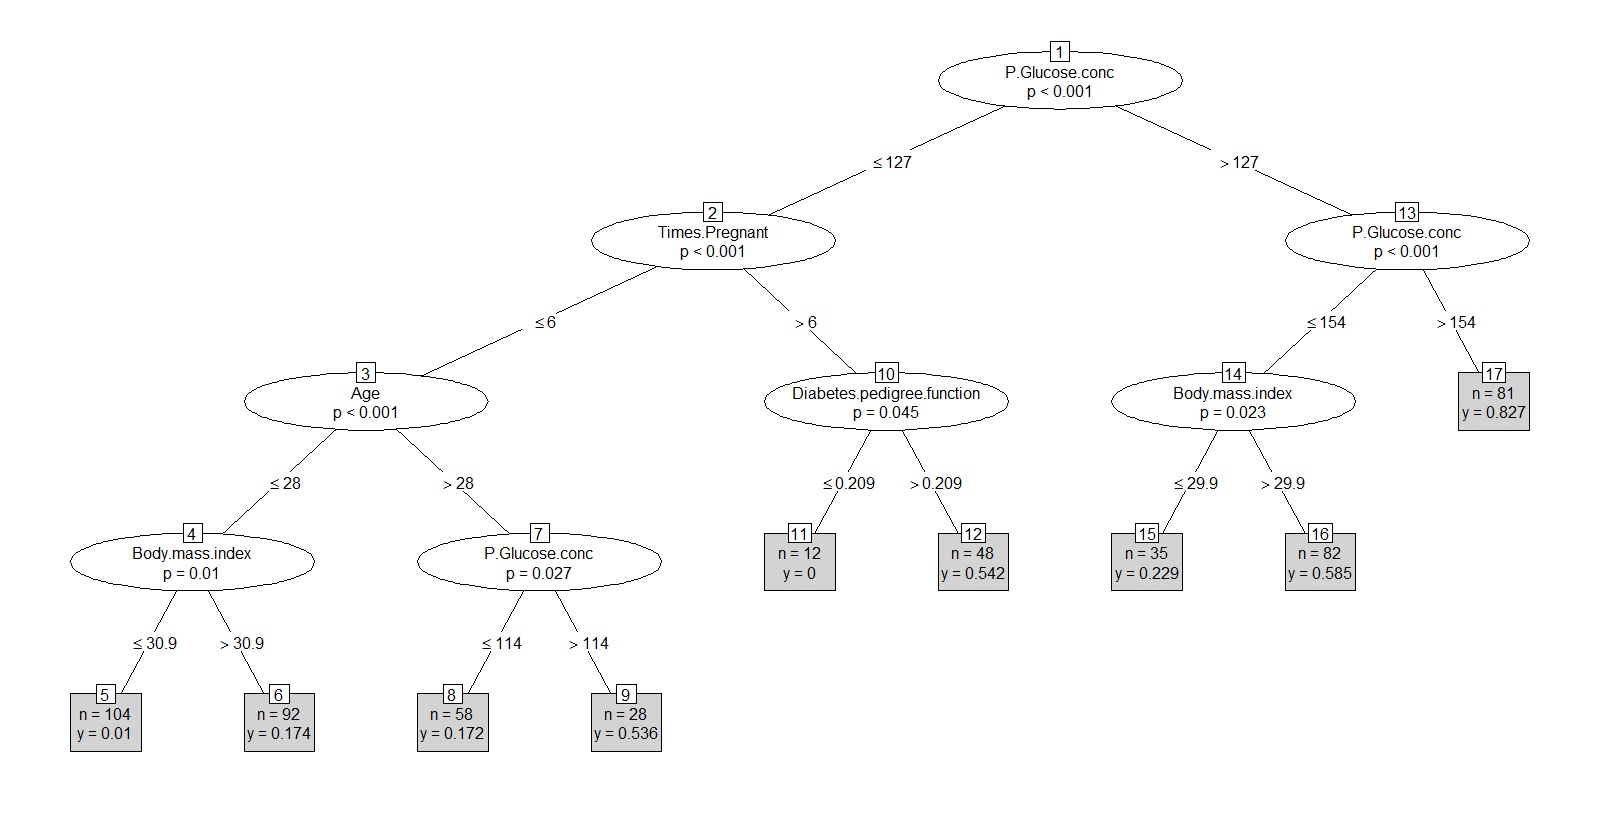 1
P.Glucose.conc
p < 0.001
≤ 127
> 127
2
Times.Pregnant
p < 0.001
13
P.Glucose.conc
p < 0.001
≤ 6
> 6
≤ 154
> 154
3
Age
p < 0.001
10
Diabetes.pedigree.function
p = 0.045
14
Body.mass.index
p = 0.023
17
n = 81
y = 0.827
≤ 28
> 28
≤ 0.209
> 0.209
≤ 29.9
> 29.9
4
Body.mass.index
p = 0.01
7
P.Glucose.conc
p = 0.027
11
n = 12
y = 0
12
n = 48
y = 0.542
15
n = 35
y = 0.229
16
n = 82
y = 0.585
≤ 30.9
> 30.9
≤ 114
> 114
5
n = 104
y = 0.01
6
n = 92
y = 0.174
8
n = 58
y = 0.172
9
n = 28
y = 0.536